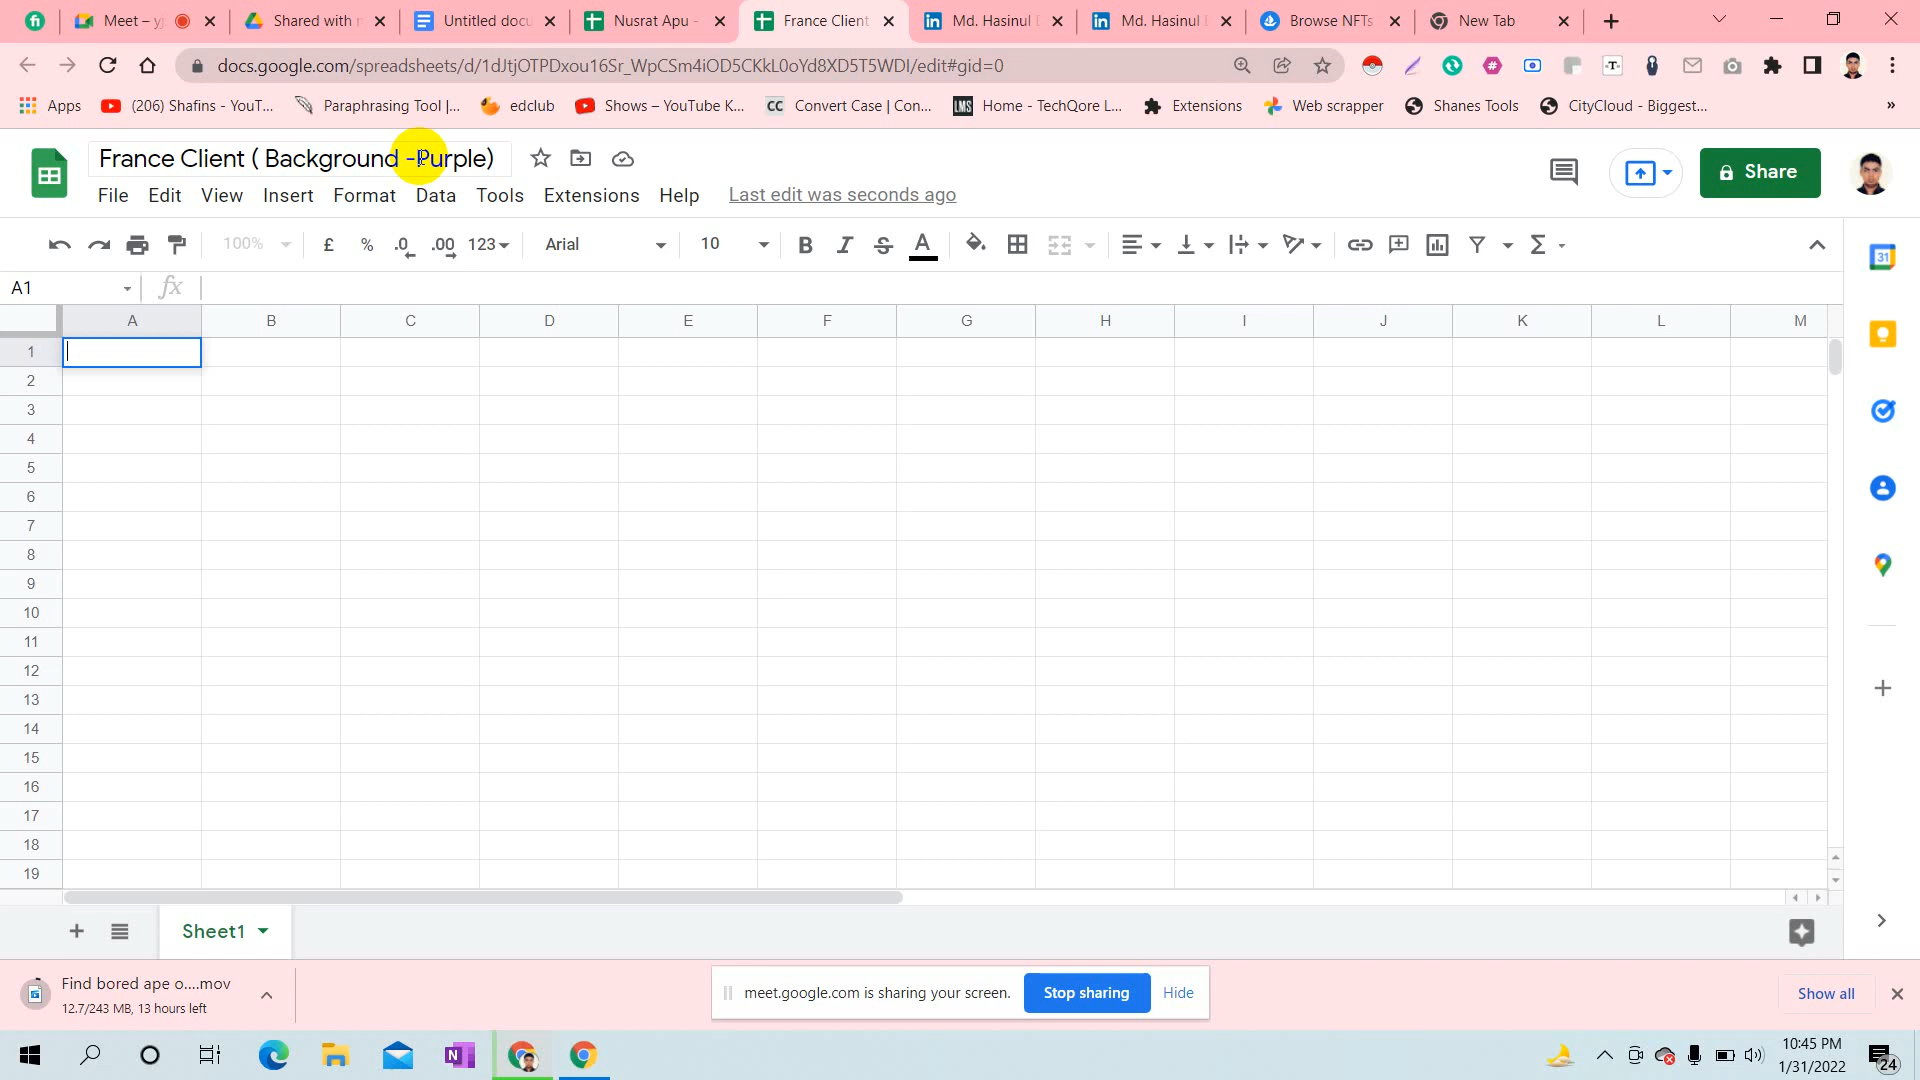 Meet – yj
Shared with m
Untitled docu
Nusrat Apu -
France Client
Md. Hasinul
Md. Hasinul
Browse NFTs
New Tab
docs.google.com/spreadsheets/d/1dJtjOTPDxou16Sr_WpCSm4iOD5CKkL0oYd8XD5T5WDI/edit#gid=0
Apps
(206) Shafins - YouT...
Paraphrasing Tool |...
edclub
Shows – YouTube K...
CC Convert Case | Con...
LMS Home - TechQore L...
Extensions
Web scrapper
Shanes Tools
CityCloud - Biggest...
»
France Client ( Background -Purple)
File Edit View Insert Format Data Tools Extensions Help Last edit was seconds ago
Share
100% £ % .0 .00 123 Arial 10 B I S A Σ
31
A1 fx
A B C D E F G H I J K L M
1
2
3
4
5
6
7
8
9
10
11
12
13
14
15
16
17
18
19
Sheet1
Find bored ape o....mov
12.7/243 MB, 13 hours left
meet.google.com is sharing your screen. Stop sharing Hide
Show all
10:45 PM
1/31/2022
24